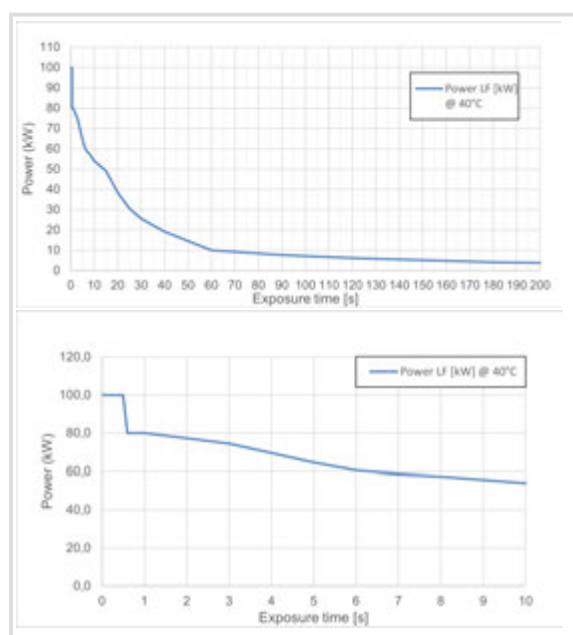 110
100
90
80
70
60
50
40
30
20
10
0
Power (kW)
Power LF [kW]
@ 40°C
0 10 20 30 40 50 60 70 80 90 100 110 120 130 140 150 160 170 180 190 200
Exposure time [s]
120,0
100,0
80,0
60,0
40,0
20,0
0,0
Power (kW)
Power LF [kW] @ 40°C
0 1 2 3 4 5 6 7 8 9 10
Exposure time [s]